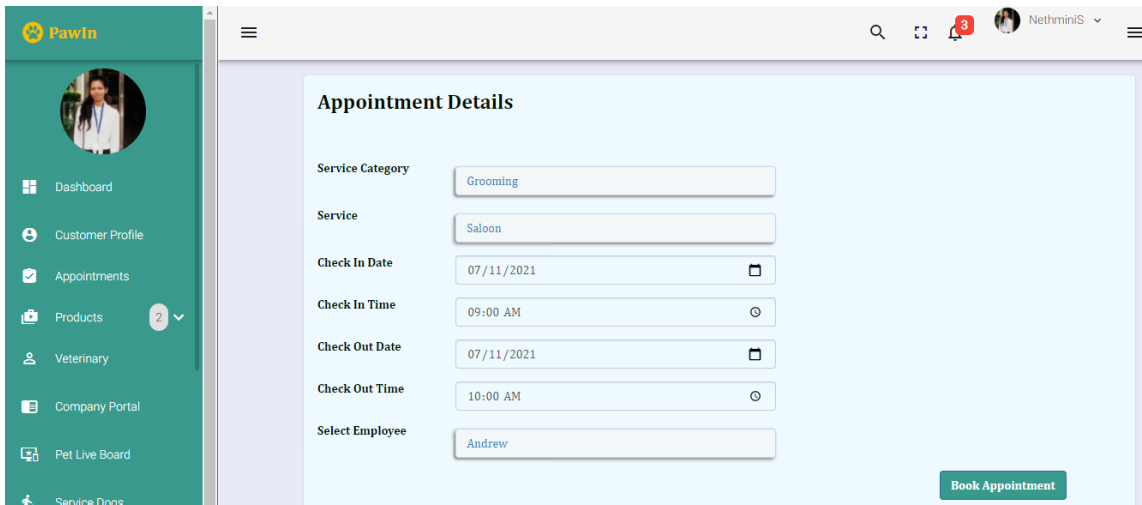 PawIn
3
NethminiS
Dashboard
Customer Profile
Appointments
Products 2
Veterinary
Company Portal
Pet Live Board
Service Dogs
Appointment Details
Service Category
Grooming
Service
Saloon
Check In Date
07/11/2021
Check In Time
09:00 AM
Check Out Date
07/11/2021
Check Out Time
10:00 AM
Select Employee
Andrew
Book Appointment